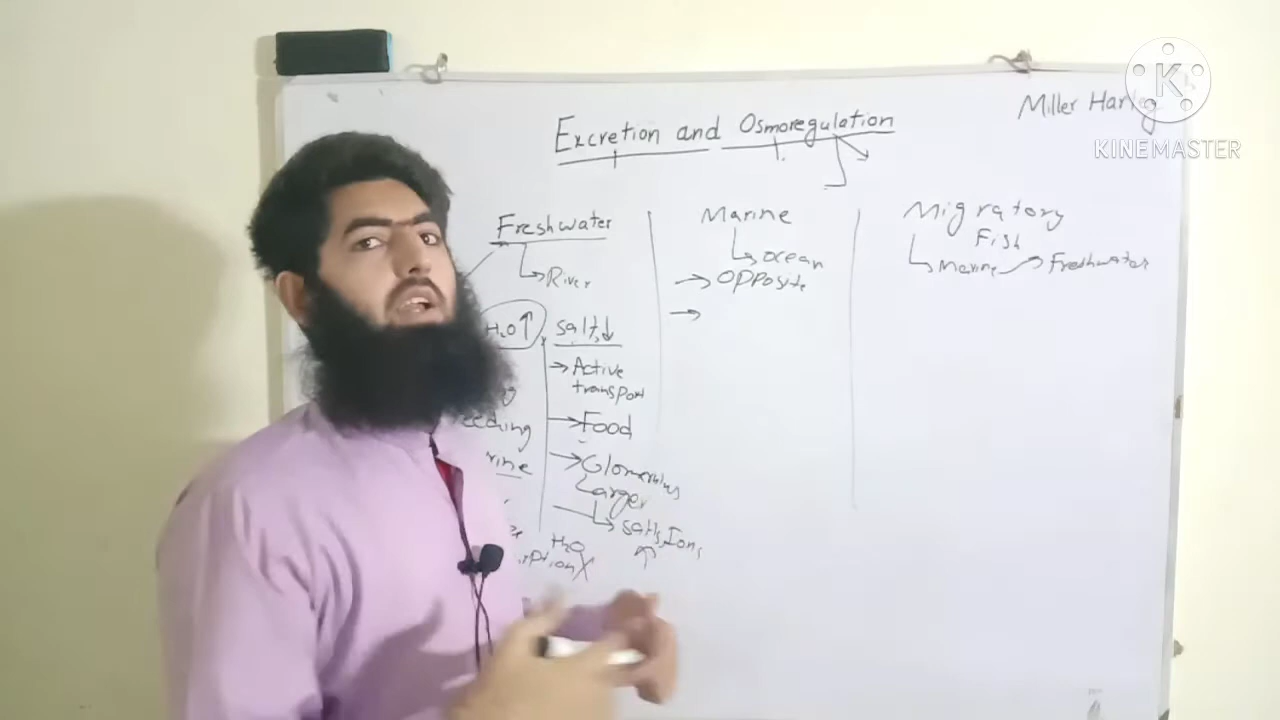 Miller Harley
K
KINEMASTER
Excretion and Osmoregulation
Freshwater
River
H2O↑
Salts↓
Active
transport
Food
Glomerulus
Larger
Salts, Ions
↑
H2O
X
Marine
Ocean
→ Opposite
→
Migratory
Fish
Marine → Freshwater